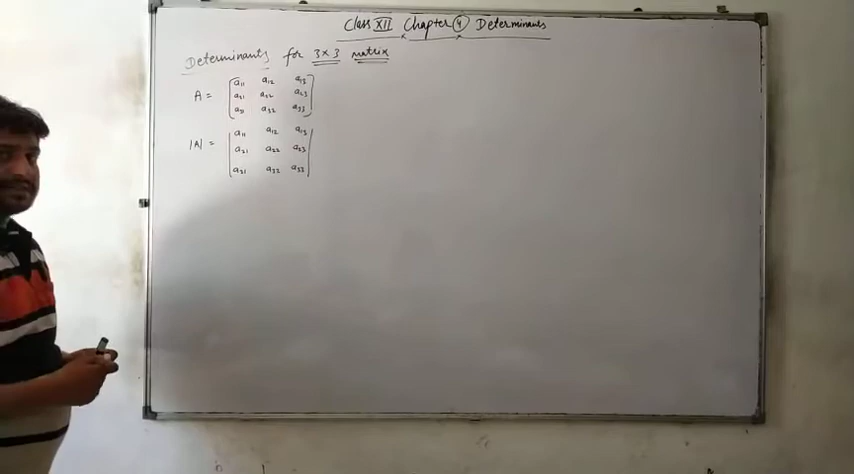 Class XII Chapter 4 Determinants
Determinants for 3×3 matrix
A = [a₁₁ a₁₂ a₁₃
a₂₁ a₂₂ a₂₃
a₃₁ a₃₂ a₃₃]
|A| = |a₁₁ a₁₂ a₁₃
a₂₁ a₂₂ a₂₃
a₃₁ a₃₂ a₃₃|